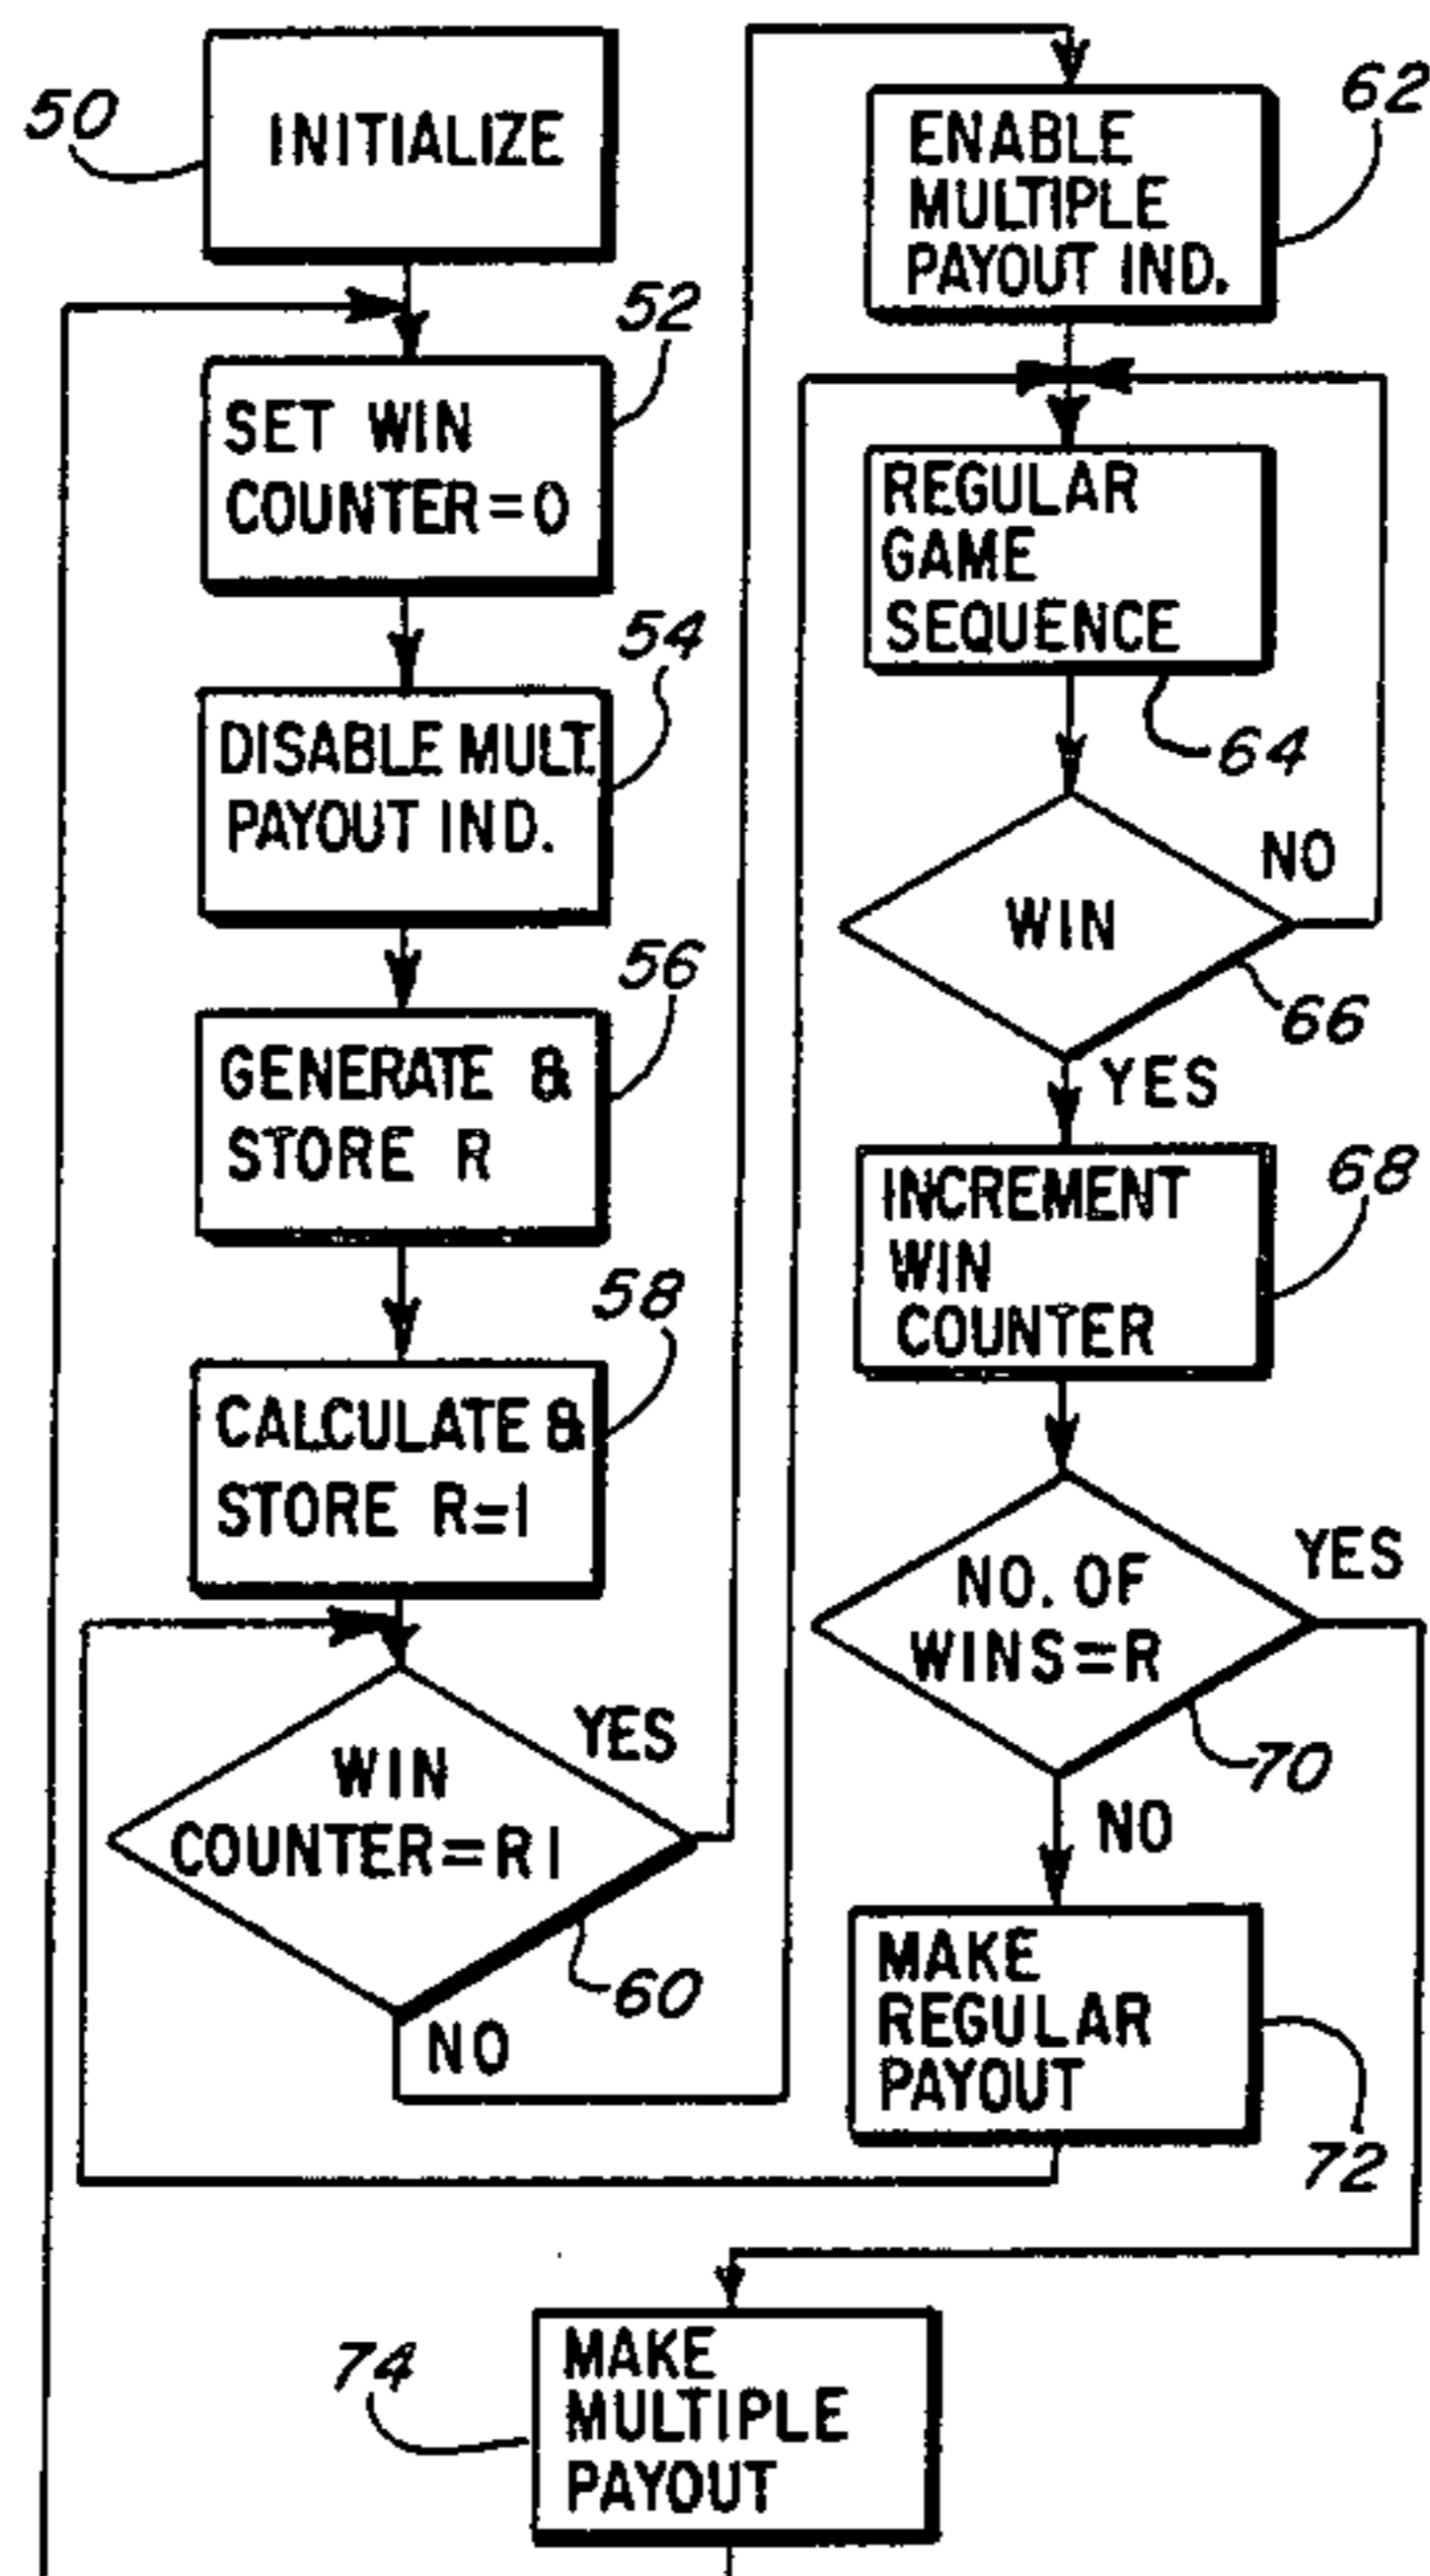 50
INITIALIZE
52
SET WIN
COUNTER=0
54
DISABLE MULT.
PAYOUT IND.
56
GENERATE &
STORE R
58
CALCULATE &
STORE R=1
YES
WIN
COUNTER=R1
60
NO
62
ENABLE
MULTIPLE
PAYOUT IND.
REGULAR
GAME
SEQUENCE
64
NO
WIN
66
YES
INCREMENT
WIN
COUNTER
68
YES
NO. OF
WINS=R
70
NO
MAKE
REGULAR
PAYOUT
72
74
MAKE
MULTIPLE
PAYOUT